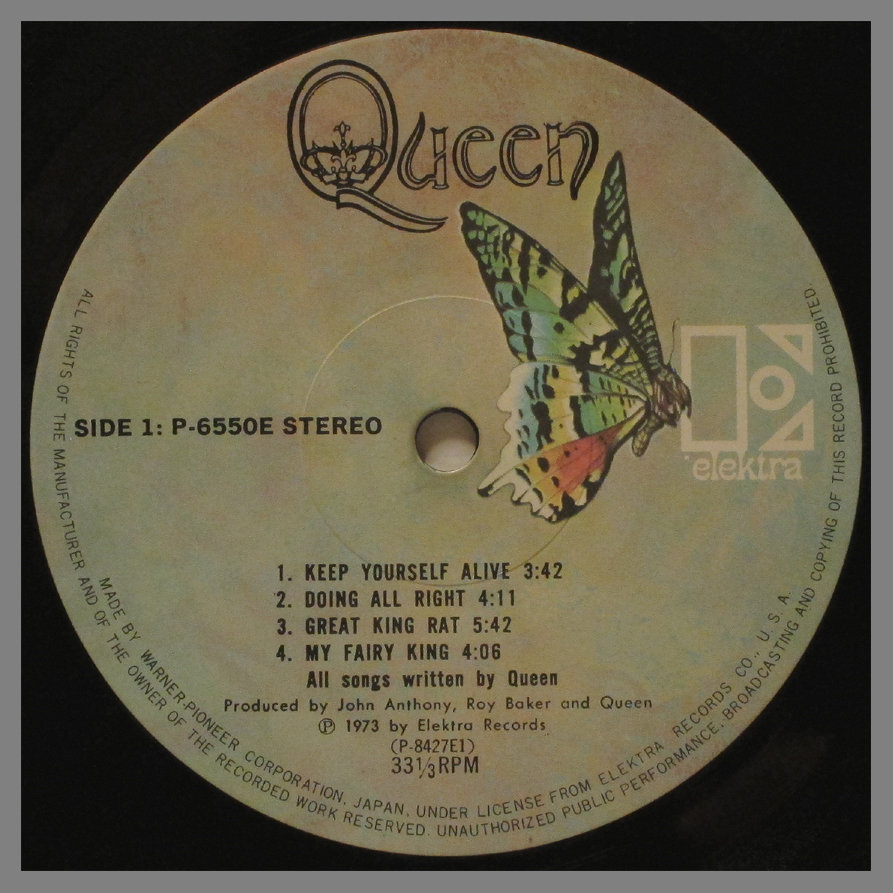 Queen
elektra
SIDE 1: P-6550E STEREO
1. KEEP YOURSELF ALIVE 3:42
2. DOING ALL RIGHT 4:11
3. GREAT KING RAT 5:42
4. MY FAIRY KING 4:06
All songs written by Queen
Produced by John Anthony, Roy Baker and Queen
℗ 1973 by Elektra Records
(P-8427E1)
33 1/3 RPM
MADE BY WARNER-PIONEER CORPORATION, JAPAN, UNDER LICENSE FROM ELEKTRA RECORDS CO., U. S. A.
ALL RIGHTS OF THE MANUFACTURER AND OF THE OWNER OF THE RECORDED WORK RESERVED. UNAUTHORIZED PUBLIC PERFORMANCE, BROADCASTING AND COPYING OF THIS RECORD PROHIBITED.